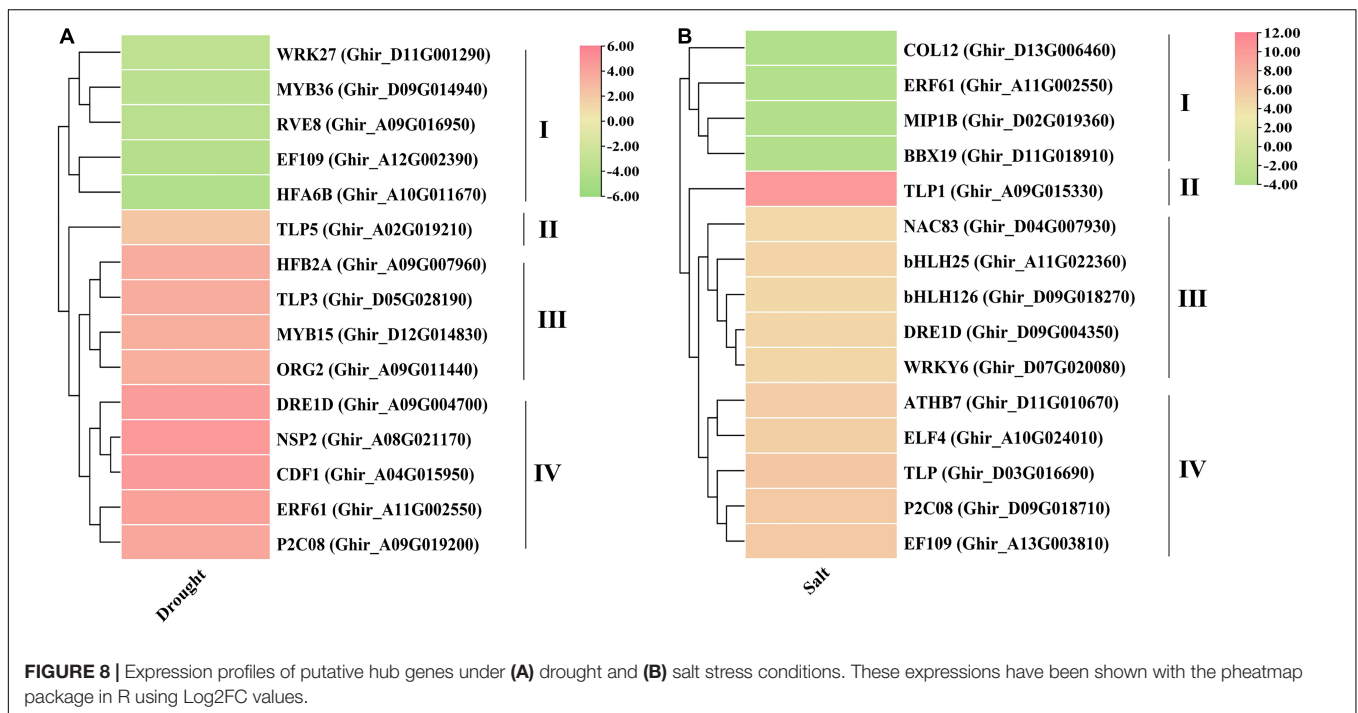 A
WRK27 (Ghir_D11G001290)
MYB36 (Ghir_D09G014940)
RVE8 (Ghir_A09G016950)
EF109 (Ghir_A12G002390)
HFA6B (Ghir_A10G011670)
TLP5 (Ghir_A02G019210)
HFB2A (Ghir_A09G007960)
TLP3 (Ghir_D05G028190)
MYB15 (Ghir_D12G014830)
ORG2 (Ghir_A09G011440)
DRE1D (Ghir_A09G004700)
NSP2 (Ghir_A08G021170)
CDF1 (Ghir_A04G015950)
ERF61 (Ghir_A11G002550)
P2C08 (Ghir_A09G019200)
I
II
III
IV
6.00
4.00
2.00
0.00
-2.00
-4.00
-6.00
Drought
B
COL12 (Ghir_D13G006460)
ERF61 (Ghir_A11G002550)
MIP1B (Ghir_D02G019360)
BBX19 (Ghir_D11G018910)
TLP1 (Ghir_A09G015330)
NAC83 (Ghir_D04G007930)
bHLH25 (Ghir_A11G022360)
bHLH126 (Ghir_D09G018270)
DRE1D (Ghir_D09G004350)
WRKY6 (Ghir_D07G020080)
ATHB7 (Ghir_D11G010670)
ELF4 (Ghir_A10G024010)
TLP (Ghir_D03G016690)
P2C08 (Ghir_D09G018710)
EF109 (Ghir_A13G003810)
I
II
III
IV
12.00
10.00
8.00
6.00
4.00
2.00
0.00
-2.00
-4.00
Salt
FIGURE 8 | Expression profiles of putative hub genes under (A) drought and (B) salt stress conditions. These expressions have been shown with the pheatmap
package in R using Log2FC values.